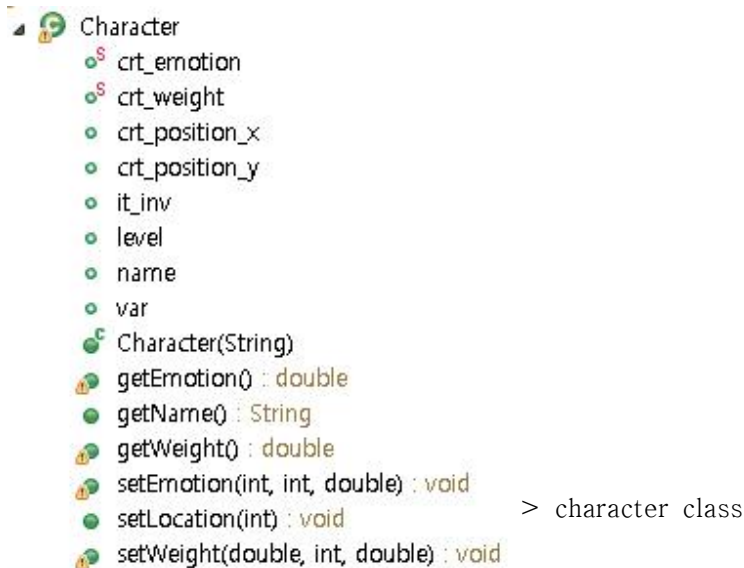 Character
S crt_emotion
S crt_weight
crt_position_x
crt_position_y
it_inv
level
name
var
C Character(String)
getEmotion() : double
getName() : String
getWeight() : double
setEmotion(int, int, double) : void
setLocation(int) : void
> character class
setWeight(double, int, double) : void